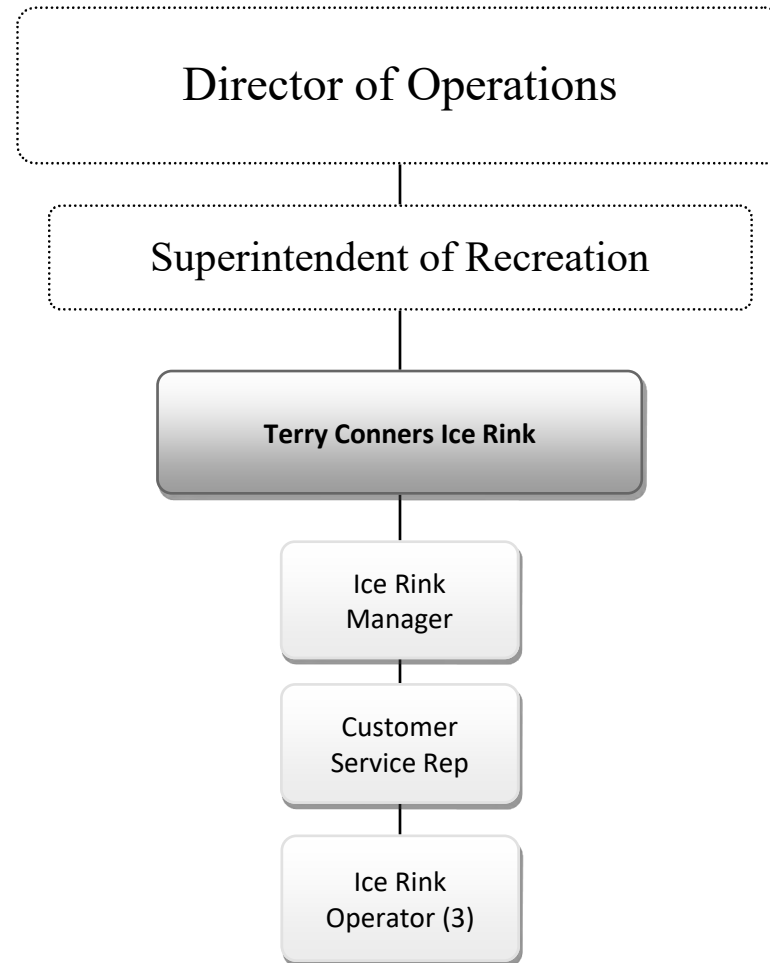 Director of Operations
Superintendent of Recreation
Terry Conners Ice Rink
Ice Rink
Manager
Customer
Service Rep
Ice Rink
Operator (3)